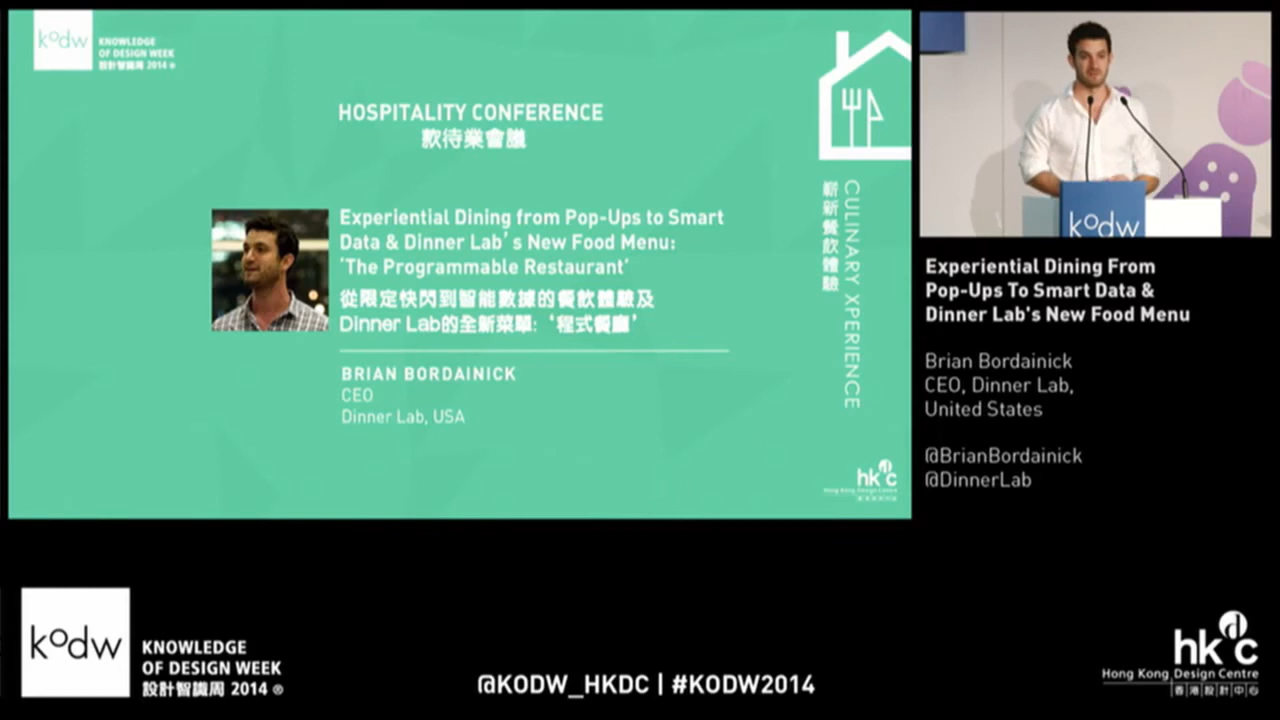 kodw
KNOWLEDGE
OF DESIGN WEEK
設計智識周 2014 ®
HOSPITALITY CONFERENCE
款待業會議
Experiential Dining from Pop-Ups to Smart
Data & Dinner Lab's New Food Menu:
'The Programmable Restaurant'
從限定快閃到智能數據的餐飲體驗及
Dinner Lab的全新菜單:‘程式餐廳’
BRIAN BORDAINICK
CEO
Dinner Lab, USA
CULINARY XPERIENCE
嶄新餐飲體驗
hkdc
Hong Kong Design Centre
kodw
Experiential Dining From
Pop-Ups To Smart Data &
Dinner Lab's New Food Menu
Brian Bordainick
CEO, Dinner Lab,
United States
@BrianBordainick
@DinnerLab
kodw
KNOWLEDGE
OF DESIGN WEEK
設計智識周 2014 ®
@KODW_HKDC | #KODW2014
hkdc
Hong Kong Design Centre
香港設計中心